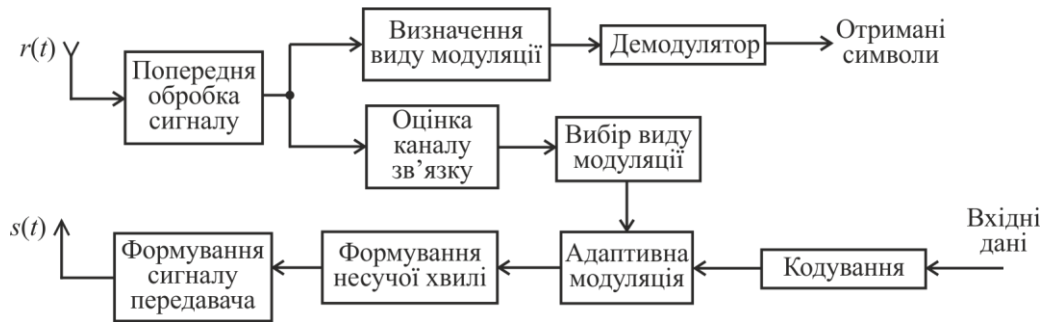 r(t)
Попередня
обробка
сигналу
Визначення
виду модуляції
Демодулятор
Отримані
символи
Оцінка
каналу
зв’язку
Вибір виду
модуляції
s(t)
Формування
сигналу
передавача
Формування
несучої хвилі
Адаптивна
модуляція
Кодування
Вхідні
дані